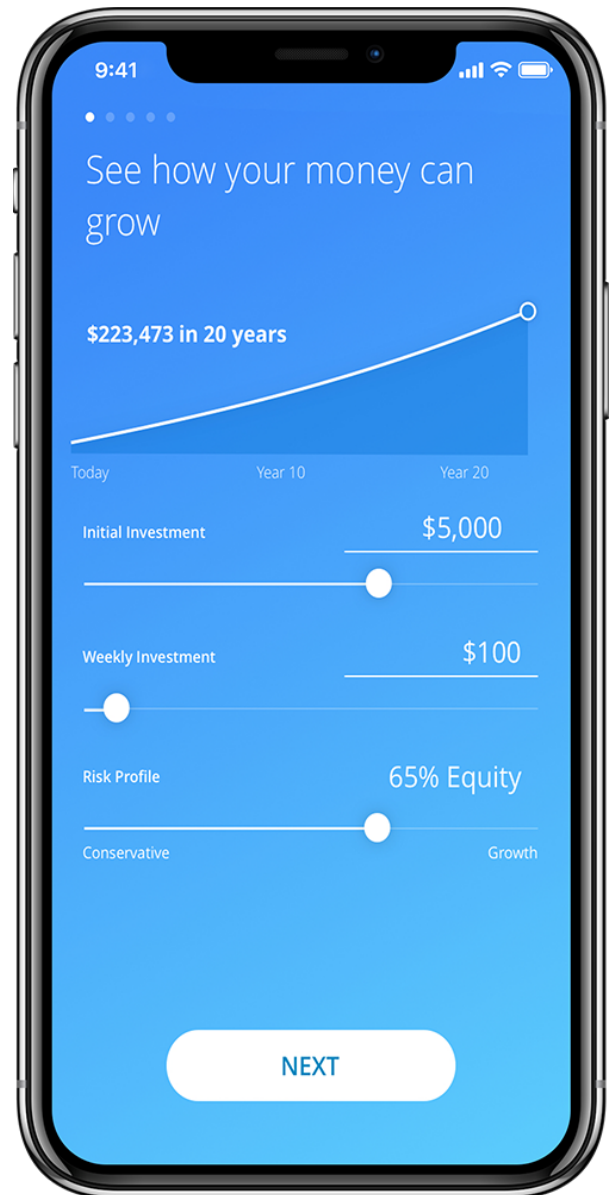 9:41
See how your money can
grow
$223,473 in 20 years
Today Year 10 Year 20
Initial Investment $5,000
Weekly Investment $100
Risk Profile 65% Equity
Conservative Growth
NEXT